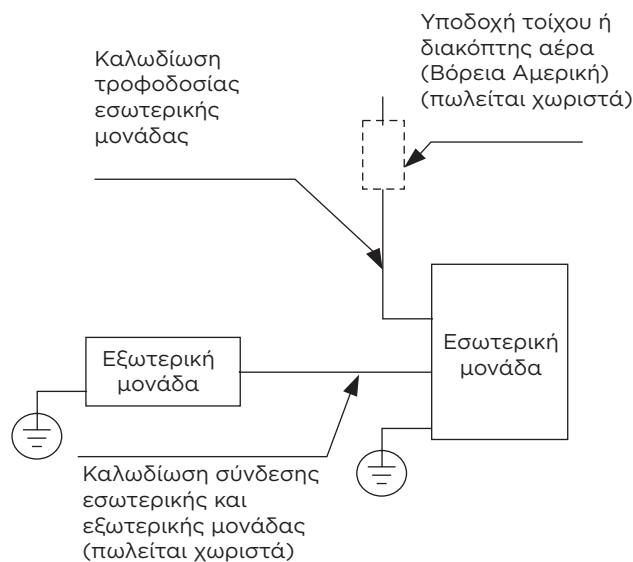 Υποδοχή τοίχου ή
διακόπτης αέρα
(Βόρεια Αμερική)
(πωλείται χωριστά)
Καλωδίωση
τροφοδοσίας
εσωτερικής
μονάδας
Εσωτερική
μονάδα
Εξωτερική
μονάδα
Καλωδίωση σύνδεσης
εσωτερικής και
εξωτερικής μονάδας
(πωλείται χωριστά)